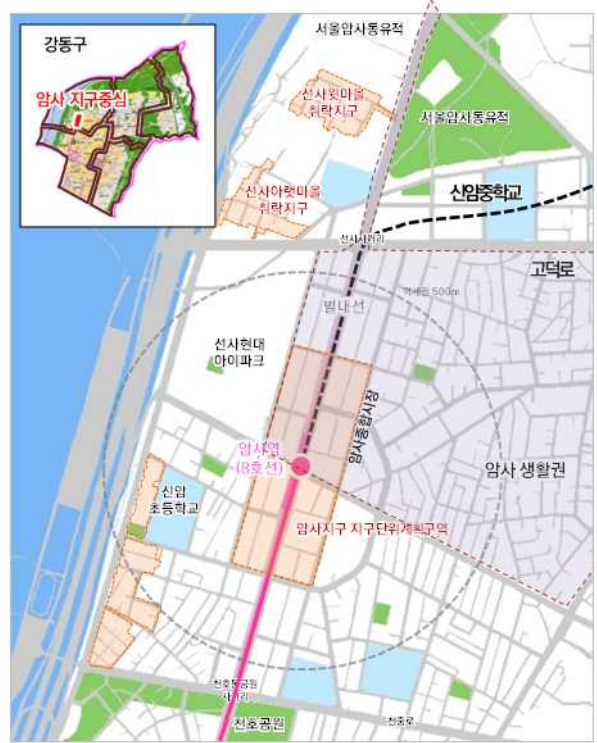 강동구
암사 지구중심
서울암사동유적
선사윗마을
취락지구
서울암사동유적
선사아랫마을
취락지구
신암중학교
선사사거리
고덕로
역세권 500m
별내선
선사현대
아이파크
암사종합시장
암사역
(8호선)
암사 생활권
신암
초등학교
암사지구 지구단위계획구역
천호동공원
사거리
천호공원
천중로